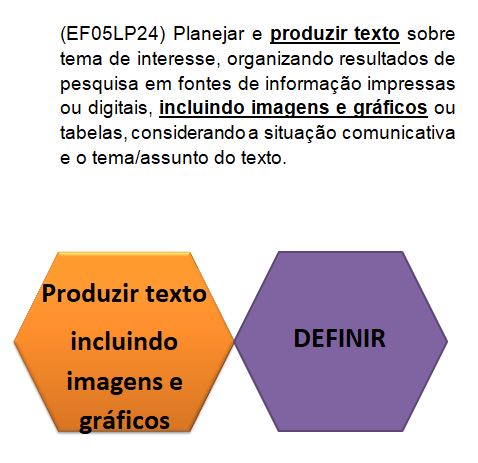 (EF05LP24) Planejar e produzir texto sobre
tema de interesse, organizando resultados de
pesquisa em fontes de informação impressas
ou digitais, incluindo imagens e gráficos ou
tabelas, considerando a situação comunicativa
e o tema/assunto do texto.
Produzir texto
incluindo
imagens e
gráficos
DEFINIR